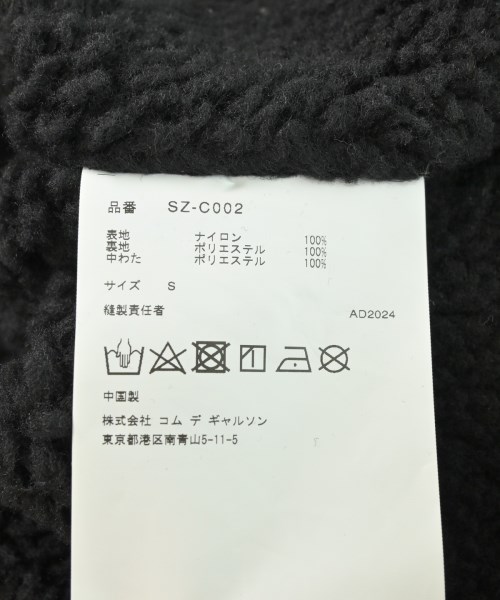 品番 SZ-C002
表地 ナイロン 100%
裏地 ポリエステル 100%
中わた ポリエステル 100%
サイズ S
縫製責任者 AD2024
中国製
株式会社 コム デ ギャルソン
東京都港区南青山5-11-5